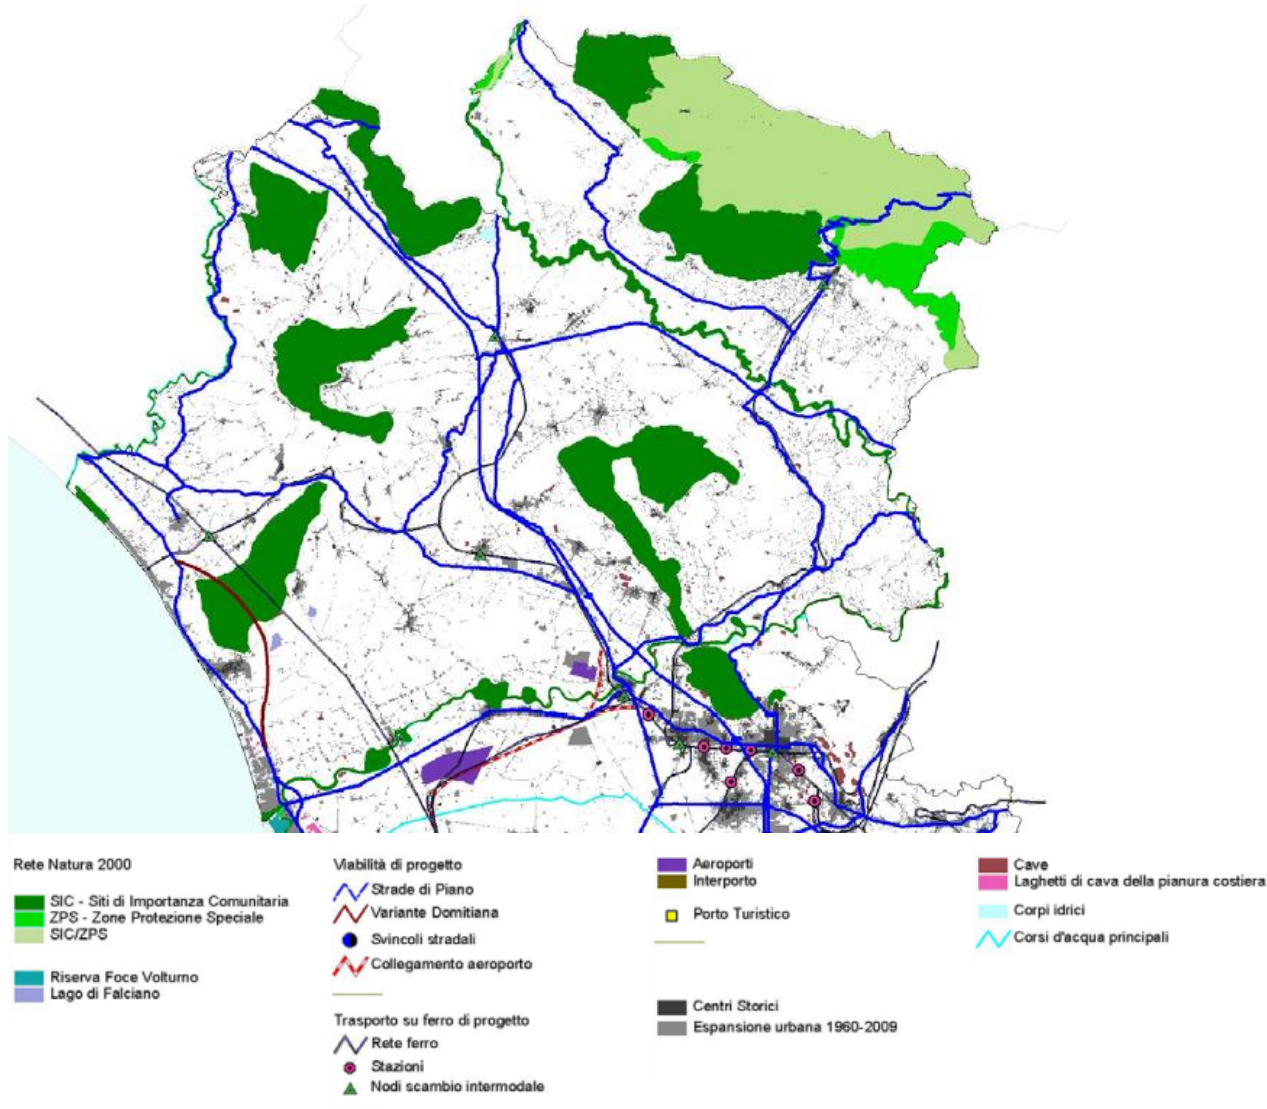 Rete Natura 2000
SIC - Siti di Importanza Comunitaria
ZPS - Zone Protezione Speciale
SIC/ZPS
Riserva Foce Volturno
Lago di Falciano
Viabilità di progetto
Strade di Piano
Variante Domitiana
Svincoli stradali
Collegamento aeroporto
Trasporto su ferro di progetto
Rete ferro
Stazioni
Nodi scambio intermodale
Aeroporti
Interporto
Porto Turistico
Centri Storici
Espansione urbana 1960-2009
Cave
Laghetti di cava della pianura costiera
Corpi idrici
Corsi d'acqua principali